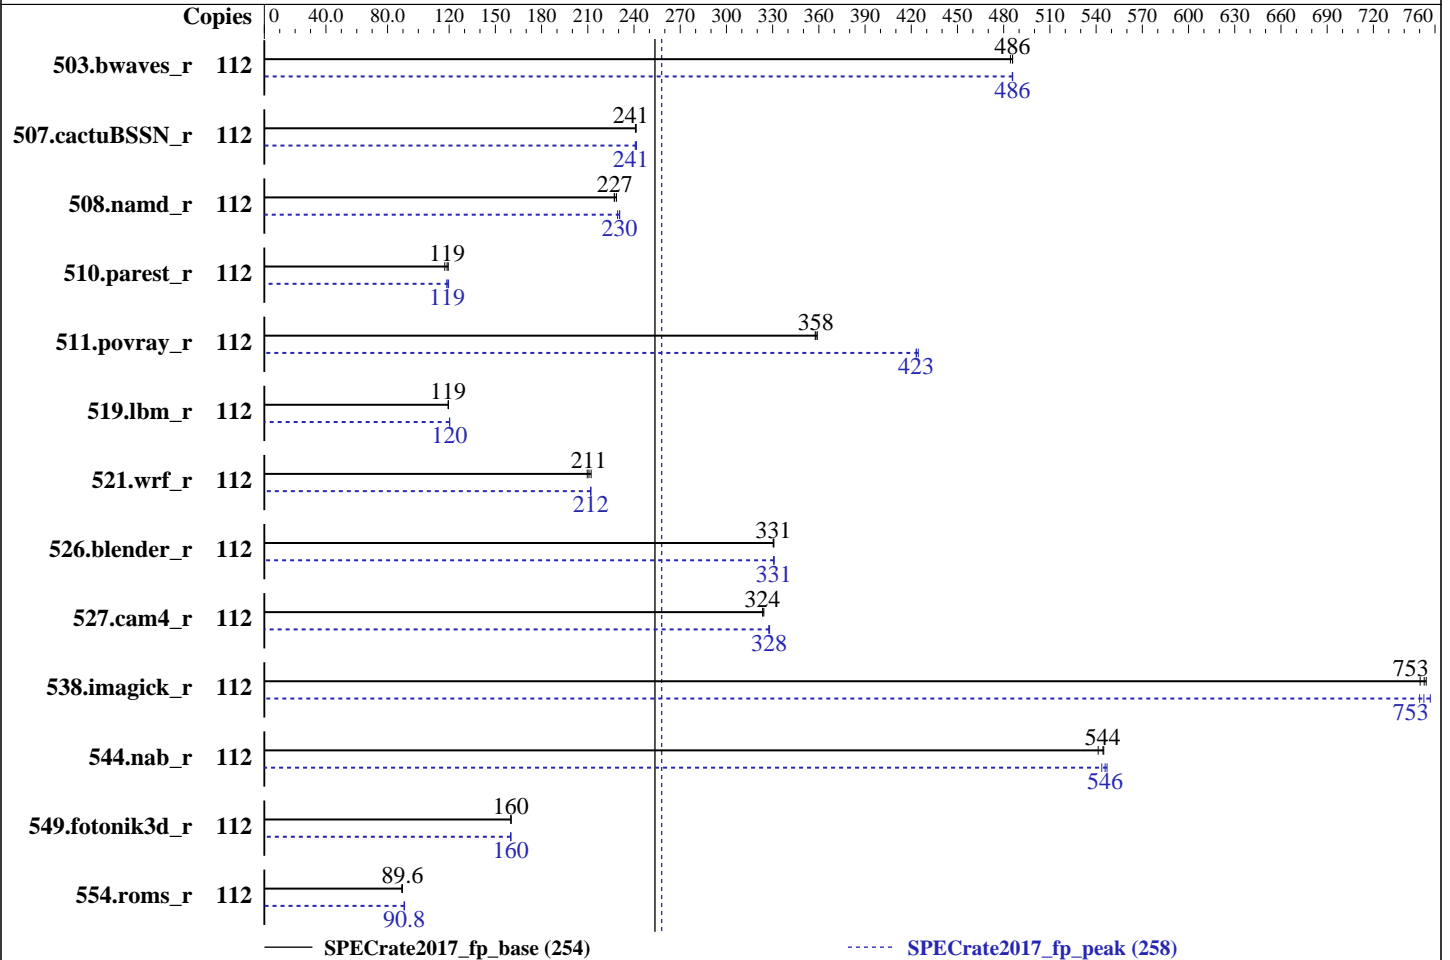 Copies 0 40.0 80.0 120 150 180 210 240 270 300 330 360 390 420 450 480 510 540 570 600 630 660 690 720 760
486
503.bwaves_r 112
486
241
507.cactuBSSN_r 112
241
227
508.namd_r 112
230
119
510.parest_r 112
119
358
511.povray_r 112
423
119
519.lbm_r 112
120
211
521.wrf_r 112
212
331
526.blender_r 112
331
324
527.cam4_r 112
328
753
538.imagick_r 112
753
544
544.nab_r 112
546
160
549.fotonik3d_r 112
160
89.6
554.roms_r 112
90.8
SPECrate2017_fp_base (254) SPECrate2017_fp_peak (258)